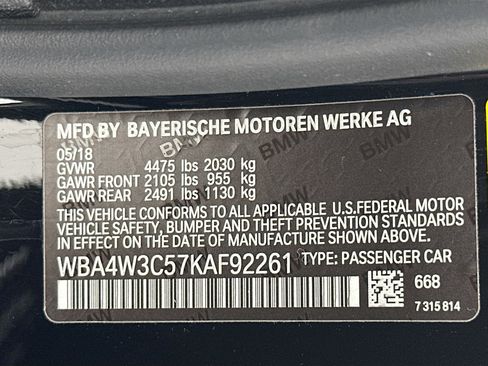 MFD BY BAYERISCHE MOTOREN WERKE AG
05/18
GVWR 4475 lbs 2030 kg
GAWR FRONT 2105 lbs 955 kg
GAWR REAR 2491 lbs 1130 kg
THIS VEHICLE CONFORMS TO ALL APPLICABLE U.S.FEDERAL MOTOR
VEHICLE SAFETY, BUMPER AND THEFT PREVENTION STANDARDS
IN EFFECT ON THE DATE OF MANUFACTURE SHOWN ABOVE.
WBA4W3C57KAF92261 TYPE: PASSENGER CAR
668
7 315 814